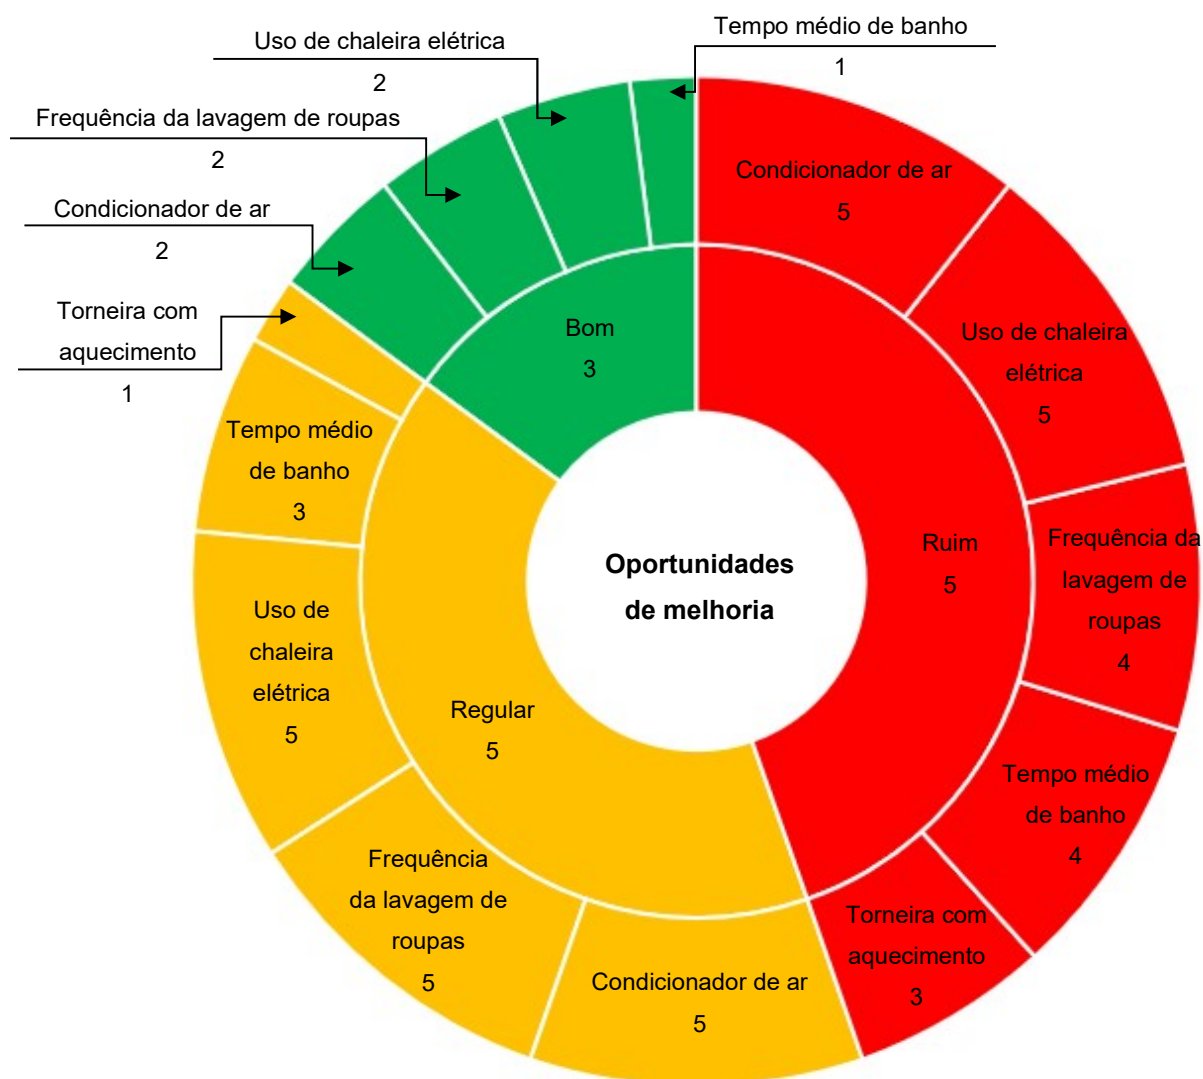 Tempo médio de banho
1
Uso de chaleira elétrica
2
Frequência da lavagem de roupas
2
Condicionador de ar
2
Torneira com
aquecimento
1
Bom
3
Condicionador de ar
5
Uso de chaleira
elétrica
5
Frequência da
lavagem de
roupas
4
Tempo médio
de banho
4
Torneira com
aquecimento
3
Ruim
5
Oportunidades
de melhoria
Regular
5
Tempo médio
de banho
3
Uso de
chaleira
elétrica
5
Frequência
da lavagem de
roupas
5
Condicionador de ar
5